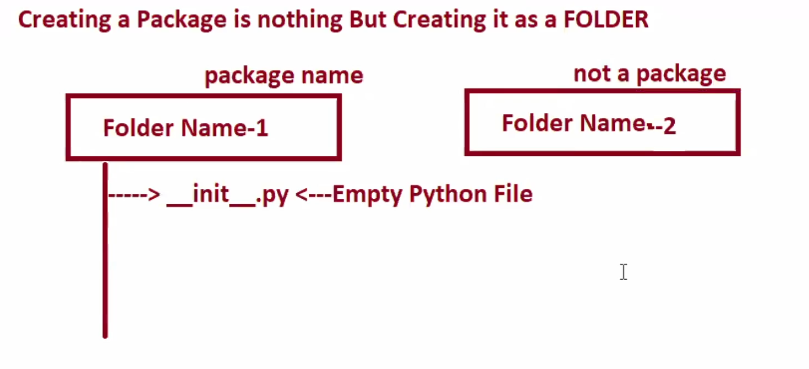 Creating a Package is nothing But Creating it as a FOLDER
package name
not a package
Folder Name-1
Folder Name--2
-----> __init__.py <---Empty Python File